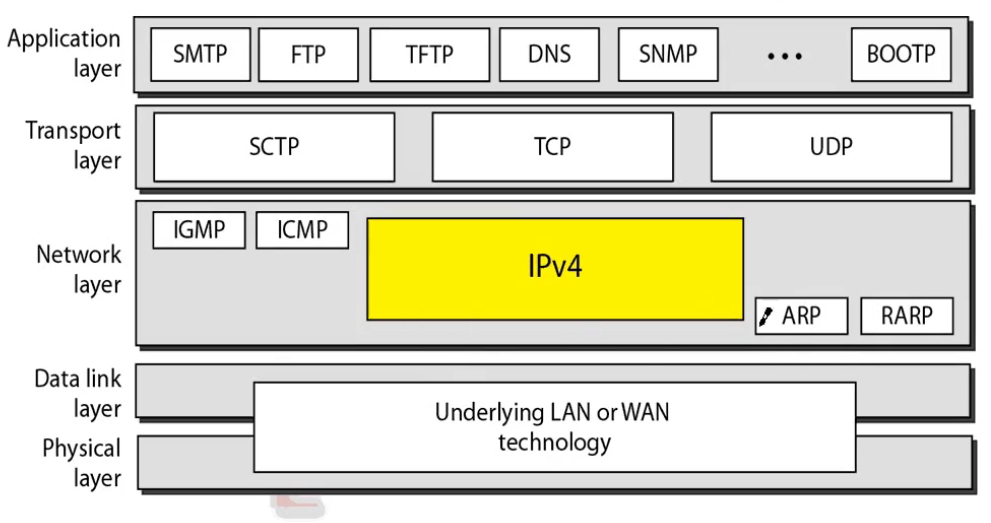 Application
layer
SMTP
FTP
TFTP
DNS
SNMP
...
BOOTP
Transport
layer
SCTP
TCP
UDP
Network
layer
IGMP
ICMP
IPv4
ARP
RARP
Data link
layer
Underlying LAN or WAN
technology
Physical
layer